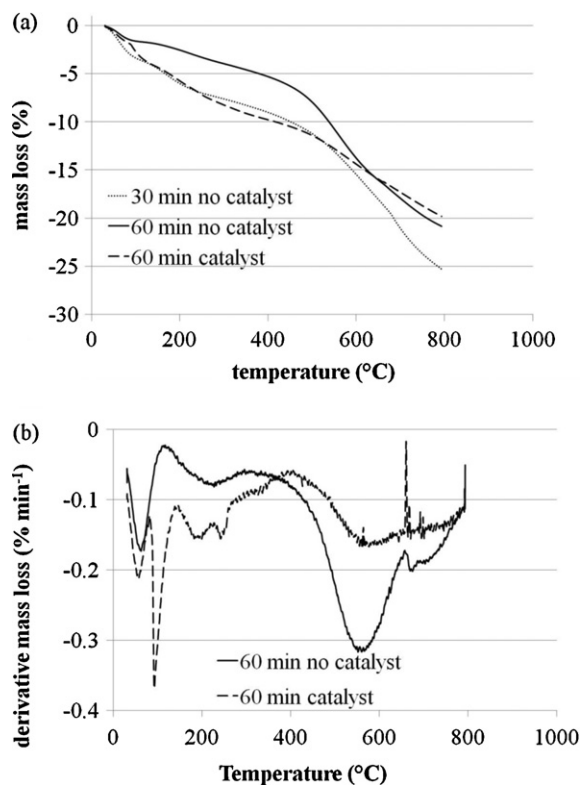 (a)
0
-5
-10
-15
-20
-25
-30
mass loss (%)
30 min no catalyst
60 min no catalyst
60 min catalyst
0 200 400 600 800 1000
temperature (°C)
(b)
0
-0.1
-0.2
-0.3
-0.4
derivative mass loss (% min-1)
60 min no catalyst
60 min catalyst
0 200 400 600 800 1000
Temperature (°C)